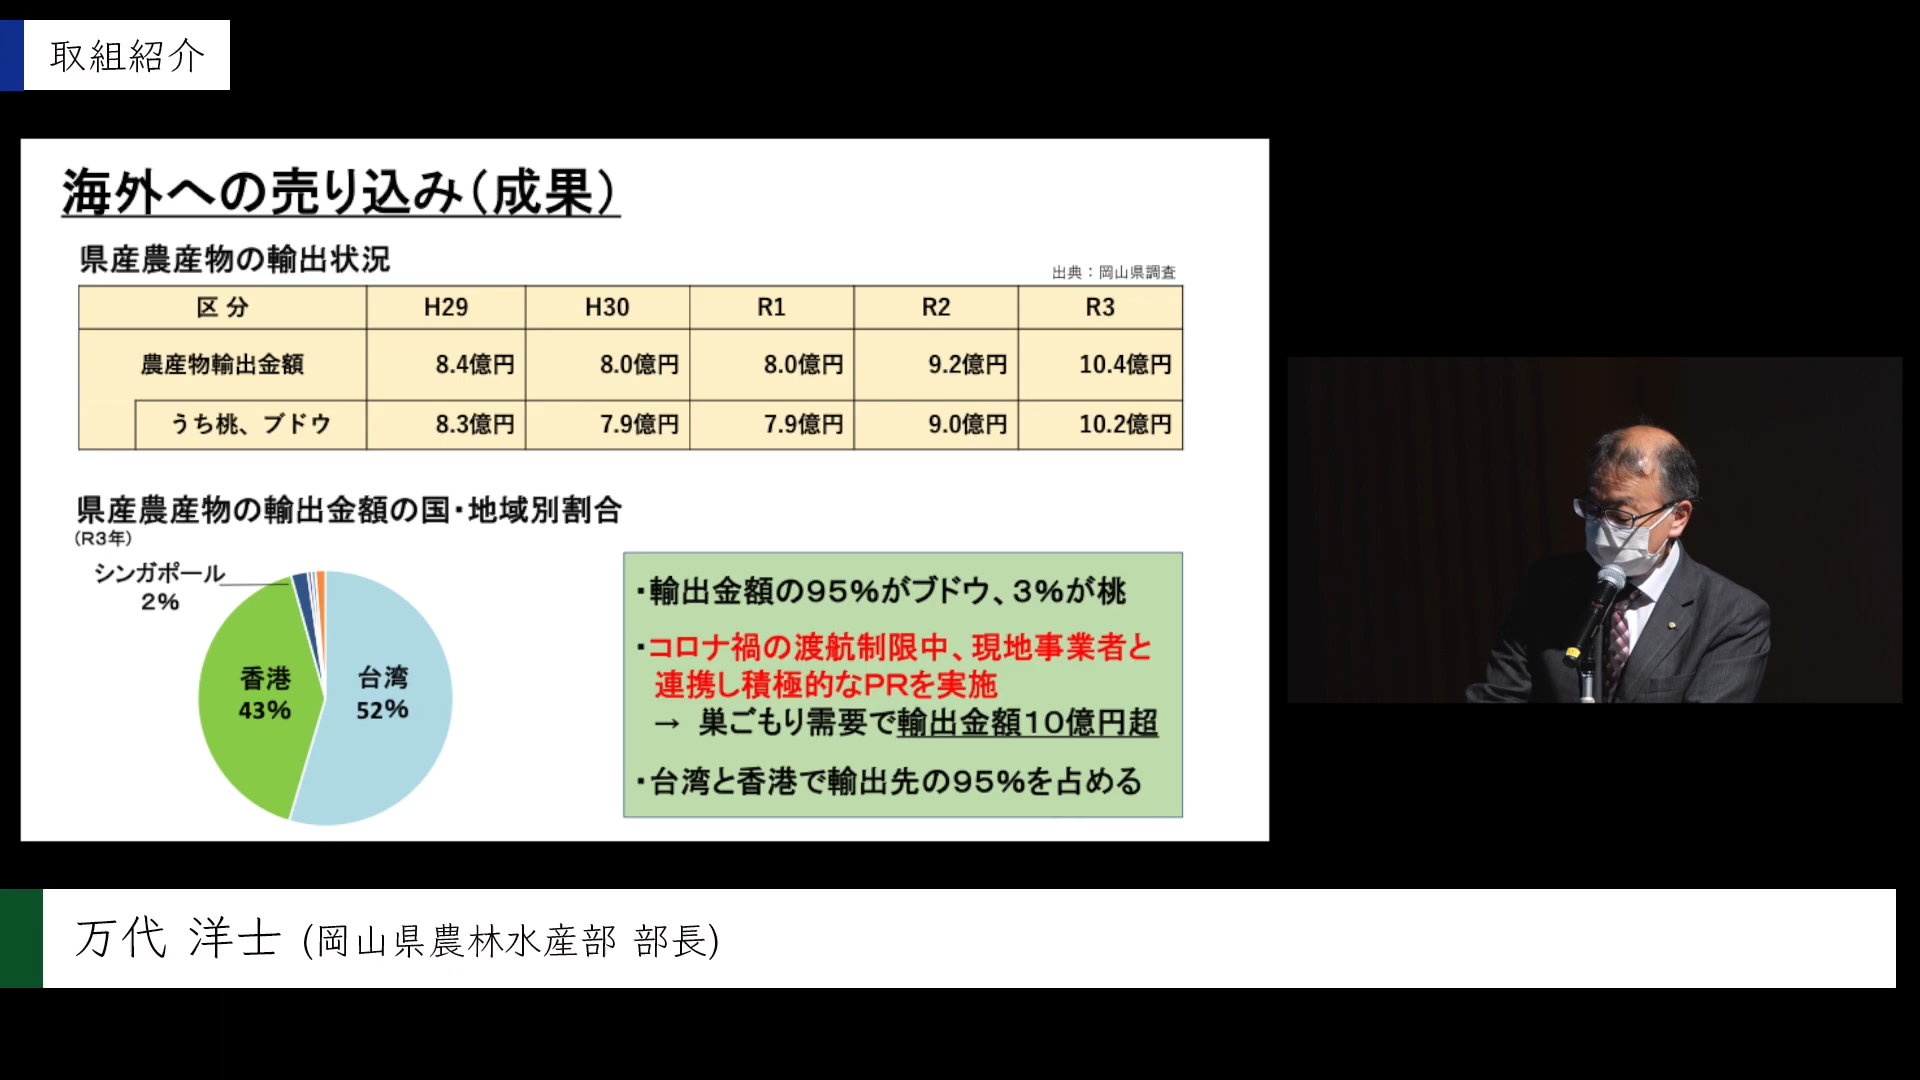 取組紹介
海外への売り込み（成果）
県産農産物の輸出状況
出典：岡山県調査
区 分 H29 H30 R1 R2 R3
農産物輸出金額 8.4億円 8.0億円 8.0億円 9.2億円 10.4億円
うち桃、ブドウ 8.3億円 7.9億円 7.9億円 9.0億円 10.2億円
県産農産物の輸出金額の国・地域別割合
（R3年）
シンガポール
2%
香港
43%
台湾
52%
・輸出金額の９５％がブドウ、３％が桃
・コロナ禍の渡航制限中、現地事業者と
連携し積極的なＰＲを実施
→ 巣ごもり需要で輸出金額１０億円超
・台湾と香港で輸出先の９５％を占める
万代 洋士 (岡山県農林水産部 部長)